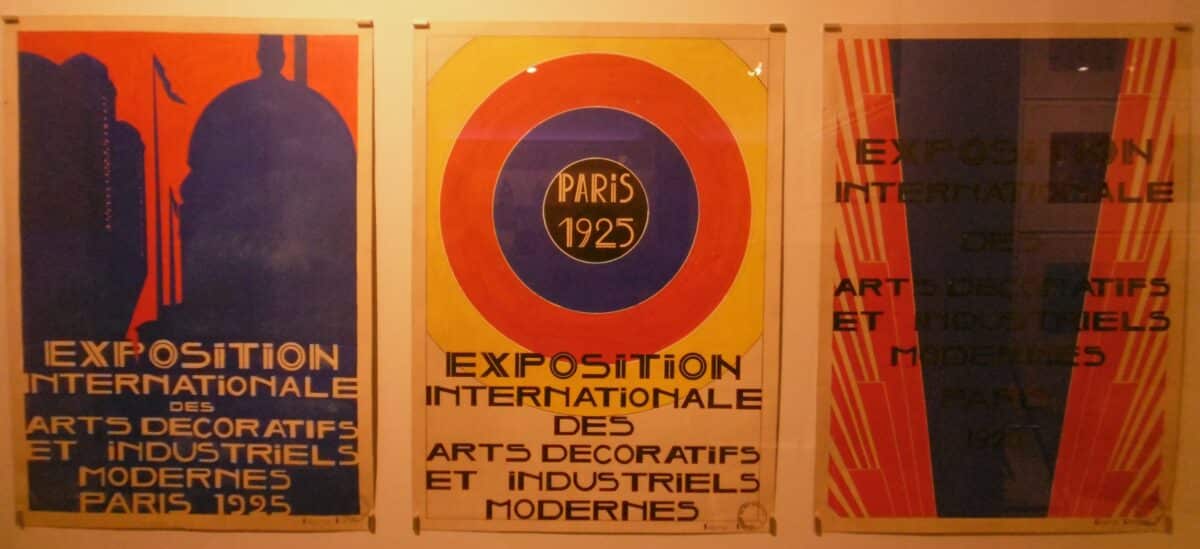 EXPOSiTiON
iNTERNATiONALE
DES
ARTS DECORATiFS
ET iNDUSTRiELS
MODERNES
PARiS 1925
PARiS
1925
EXPOSiTiON
iNTERNATiONALE
DES
ARTS DECORATiFS
ET iNDUSTRiELS
MODERNES
EXPOSiTiON
iNTERNATiONALE
DES
ARTS DECORATiFS
ET iNDUSTRiELS
MODERNES
PARiS
1925